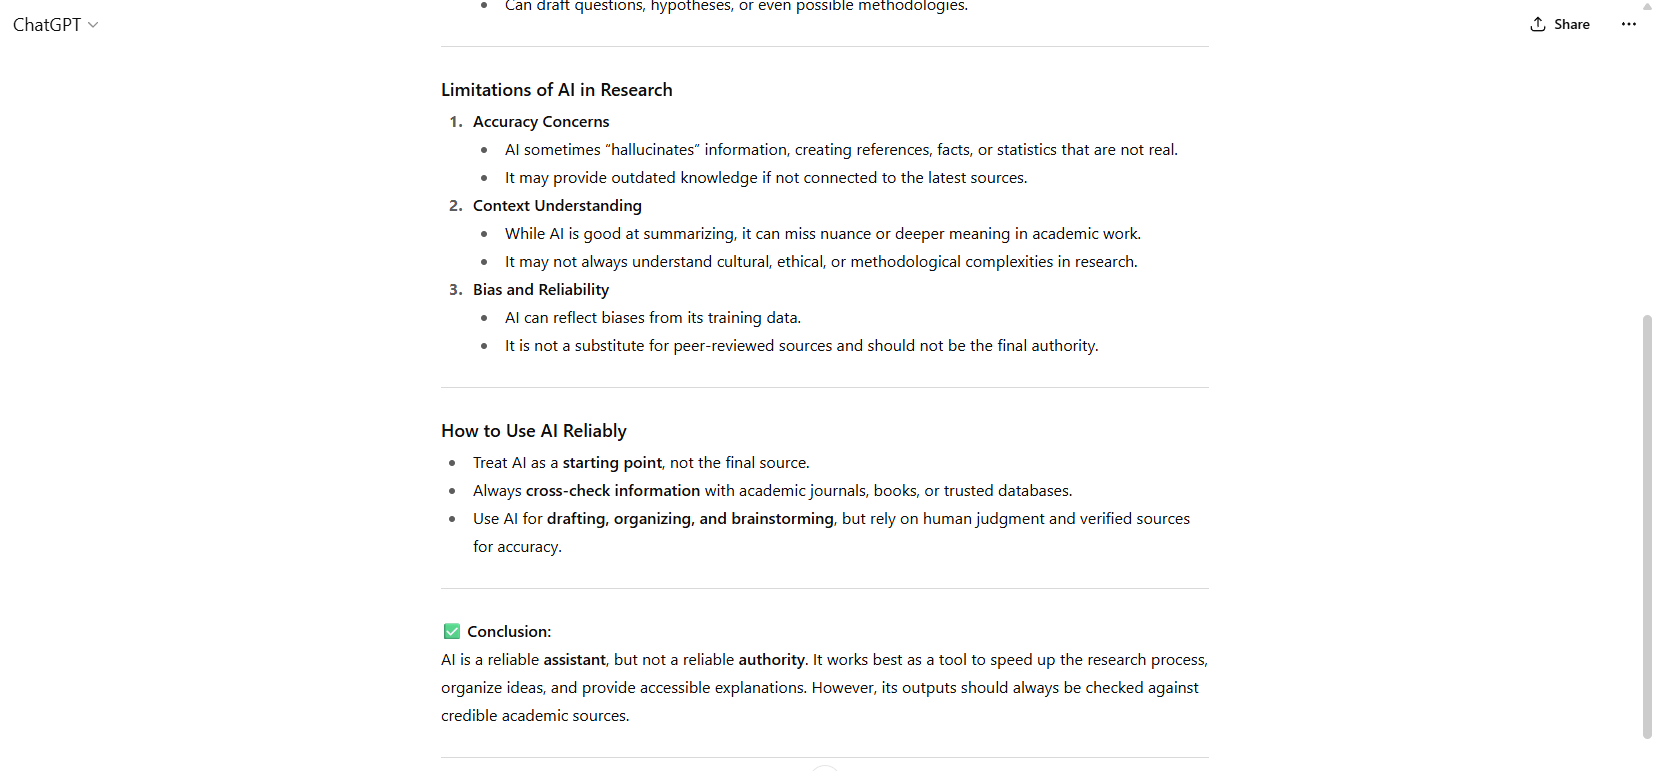 Can draft questions, hypotheses, or even possible methodologies.
ChatGPT
Share
Limitations of AI in Research
1. Accuracy Concerns
• AI sometimes “hallucinates” information, creating references, facts, or statistics that are not real.
• It may provide outdated knowledge if not connected to the latest sources.
2. Context Understanding
• While AI is good at summarizing, it can miss nuance or deeper meaning in academic work.
• It may not always understand cultural, ethical, or methodological complexities in research.
3. Bias and Reliability
• AI can reflect biases from its training data.
• It is not a substitute for peer-reviewed sources and should not be the final authority.
How to Use AI Reliably
• Treat AI as a starting point, not the final source.
• Always cross-check information with academic journals, books, or trusted databases.
• Use AI for drafting, organizing, and brainstorming, but rely on human judgment and verified sources
for accuracy.
✅ Conclusion:
AI is a reliable assistant, but not a reliable authority. It works best as a tool to speed up the research process,
organize ideas, and provide accessible explanations. However, its outputs should always be checked against
credible academic sources.